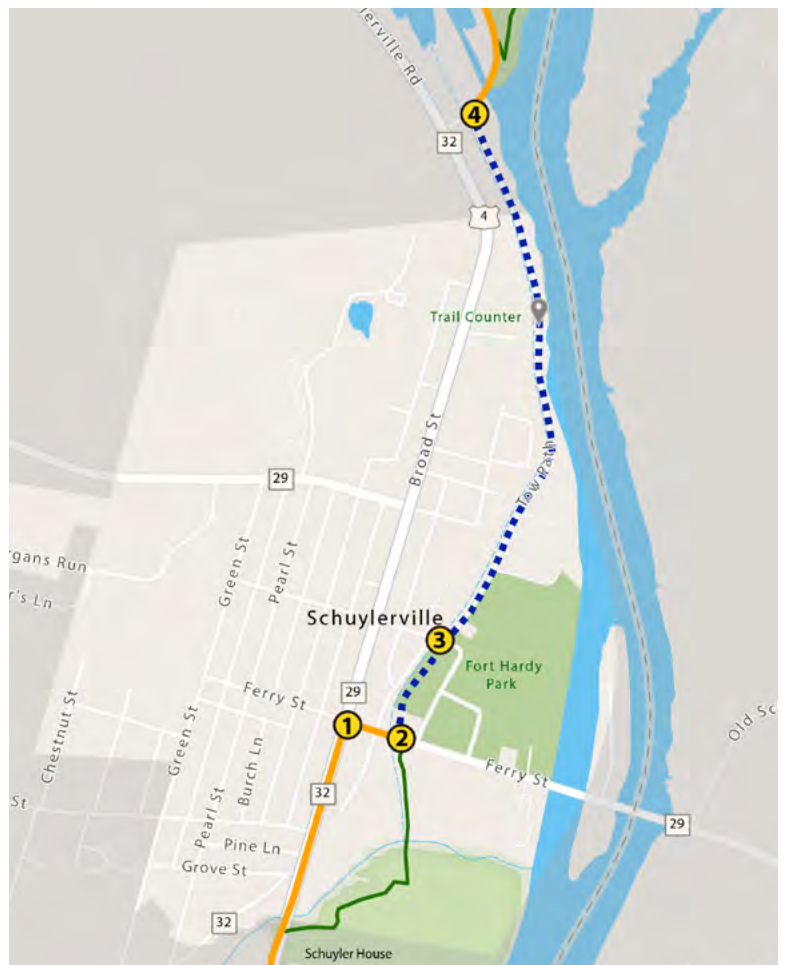 erville Rd
4
32
4
Trail Counter
Broad St
29
Tow Path
Green St
Pearl St
rgans Run
r's Ln
Schuylerville
3
Fort Hardy
Park
29
Ferry St
1
2
Chestnut St
Green St
Burch Ln
Old Sc
Ferry St
32
St
Pearl St
29
Pine Ln
Grove St
32
Schuyler House